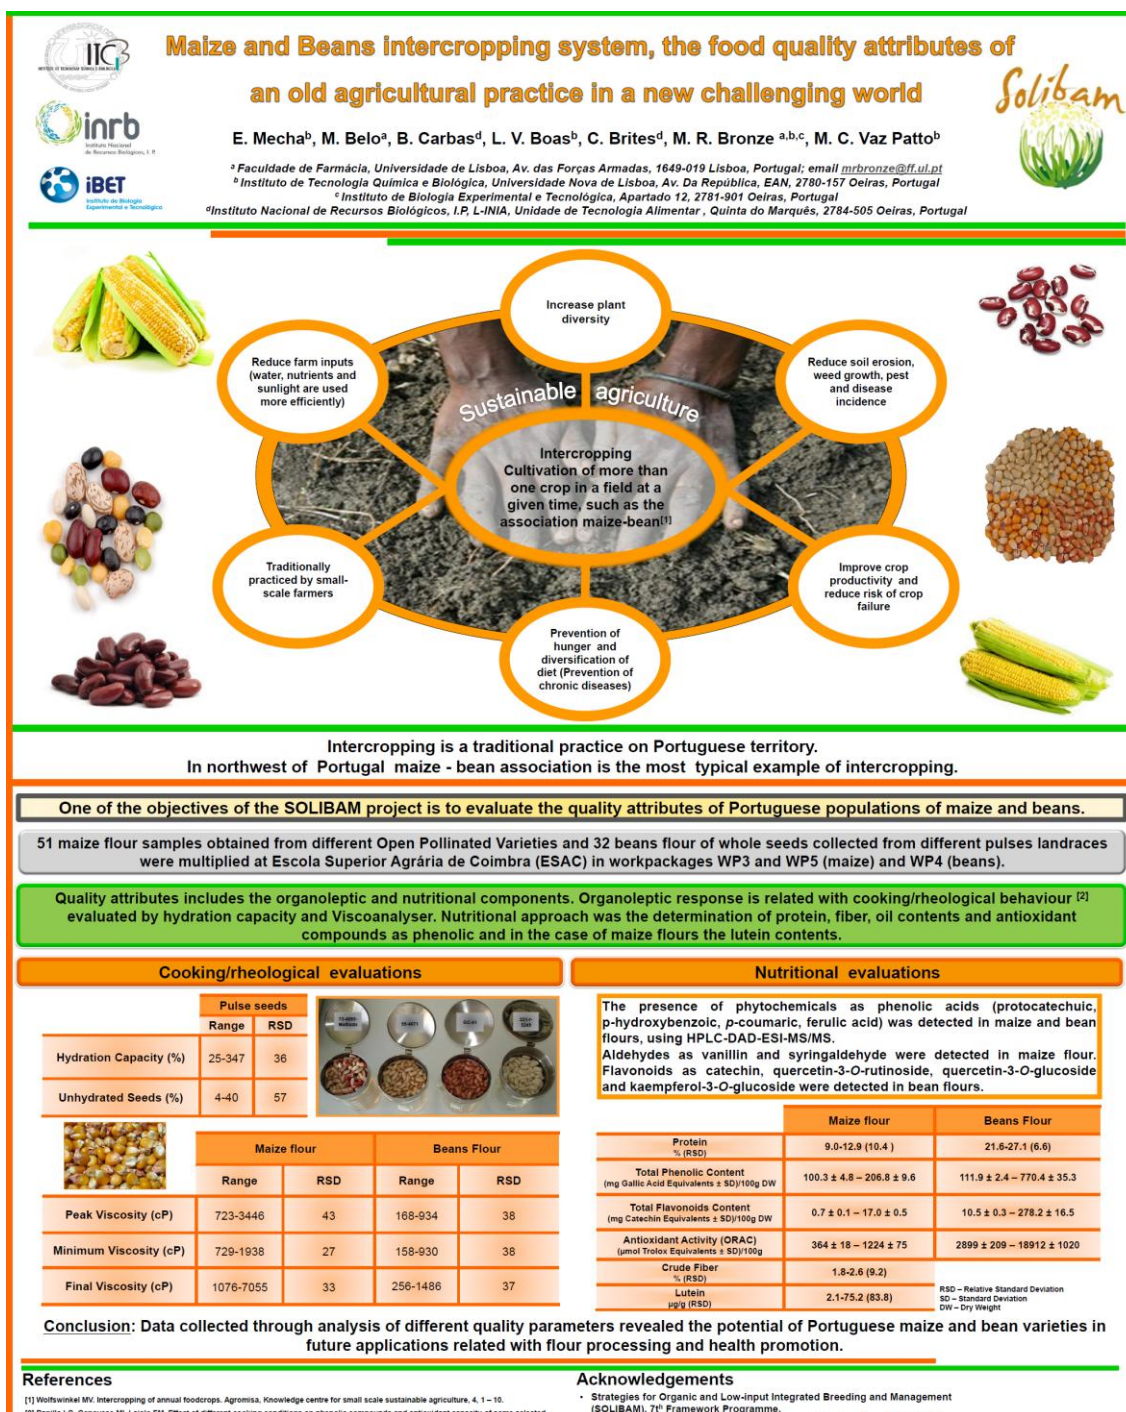 Maize and Beans intercropping system, the food quality attributes of
an old agricultural practice in a new challenging world
ITQB
inrb
Instituto Nacional
de Recursos Biológicos, I. P.
iBET
Instituto de Biologia
Experimental e Tecnológica
Solibam
E. Mechaᵇ, M. Beloᵃ, B. Carbasᵈ, L. V. Boasᵇ, C. Britesᵈ, M. R. Bronze ᵃ,ᵇ,ᶜ, M. C. Vaz Pattoᵇ
ᵃ Faculdade de Farmácia, Universidade de Lisboa, Av. das Forças Armadas, 1649-019 Lisboa, Portugal; email mrbronze@ff.ul.pt
ᵇ Instituto de Tecnologia Química e Biológica, Universidade Nova de Lisboa, Av. Da República, EAN, 2780-157 Oeiras, Portugal
ᶜ Instituto de Biologia Experimental e Tecnológica, Apartado 12, 2781-901 Oeiras, Portugal
ᵈInstituto Nacional de Recursos Biológicos, I.P, L-INIA, Unidade de Tecnologia Alimentar , Quinta do Marquês, 2784-505 Oeiras, Portugal
Increase plant
diversity
Reduce farm inputs
(water, nutrients and
sunlight are used
more efficiently)
Reduce soil erosion,
weed growth, pest
and disease
incidence
Sustainable agriculture
Intercropping
Cultivation of more than
one crop in a field at a
given time, such as the
association maize-bean[1]
Traditionally
practiced by small-
scale farmers
Improve crop
productivity and
reduce risk of crop
failure
Prevention of
hunger and
diversification of
diet (Prevention of
chronic diseases)
Intercropping is a traditional practice on Portuguese territory.
In northwest of Portugal maize - bean association is the most typical example of intercropping.
One of the objectives of the SOLIBAM project is to evaluate the quality attributes of Portuguese populations of maize and beans.
51 maize flour samples obtained from different Open Pollinated Varieties and 32 beans flour of whole seeds collected from different pulses landraces
were multiplied at Escola Superior Agrária de Coimbra (ESAC) in workpackages WP3 and WP5 (maize) and WP4 (beans).
Quality attributes includes the organoleptic and nutritional components. Organoleptic response is related with cooking/rheological behaviour [2]
evaluated by hydration capacity and Viscoanalyser. Nutritional approach was the determination of protein, fiber, oil contents and antioxidant
compounds as phenolic and in the case of maize flours the lutein contents.
Cooking/rheological evaluations
Pulse seeds
Range RSD
Hydration Capacity (%) 25-347 36
Unhydrated Seeds (%) 4-40 57
Maize flour Beans Flour
Range RSD Range RSD
Peak Viscosity (cP) 723-3446 43 168-934 38
Minimum Viscosity (cP) 729-1938 27 158-930 38
Final Viscosity (cP) 1076-7055 33 256-1486 37
Nutritional evaluations
The presence of phytochemicals as phenolic acids (protocatechuic,
p-hydroxybenzoic, p-coumaric, ferulic acid) was detected in maize and bean
flours, using HPLC-DAD-ESI-MS/MS.
Aldehydes as vanillin and syringaldehyde were detected in maize flour.
Flavonoids as catechin, quercetin-3-O-rutinoside, quercetin-3-O-glucoside
and kaempferol-3-O-glucoside were detected in bean flours.
Maize flour Beans Flour
Protein
% (RSD) 9.0-12.9 (10.4 ) 21.6-27.1 (6.6)
Total Phenolic Content
(mg Gallic Acid Equivalents ± SD)/100g DW 100.3 ± 4.8 – 206.8 ± 9.6 111.9 ± 2.4 – 770.4 ± 35.3
Total Flavonoids Content
(mg Catechin Equivalents ± SD)/100g DW 0.7 ± 0.1 – 17.0 ± 0.5 10.5 ± 0.3 – 278.2 ± 16.5
Antioxidant Activity (ORAC)
(µmol Trolox Equivalents ± SD)/100g 364 ± 18 – 1224 ± 75 2899 ± 209 – 18912 ± 1020
Crude Fiber
% (RSD) 1.8-2.6 (9.2)
Lutein
µg/g (RSD) 2.1-75.2 (83.8)
RSD – Relative Standard Deviation
SD – Standard Deviation
DW – Dry Weight
Conclusion: Data collected through analysis of different quality parameters revealed the potential of Portuguese maize and bean varieties in
future applications related with flour processing and health promotion.
References
[1] Wolfswinkel MV. Intercropping of annual foodcrops. Agromisa, Knowledge centre for small scale sustainable agriculture, 4, 1 – 10.
Acknowledgements
• Strategies for Organic and Low-input Integrated Breeding and Management
(SOLIBAM), 7th Framework Programme.